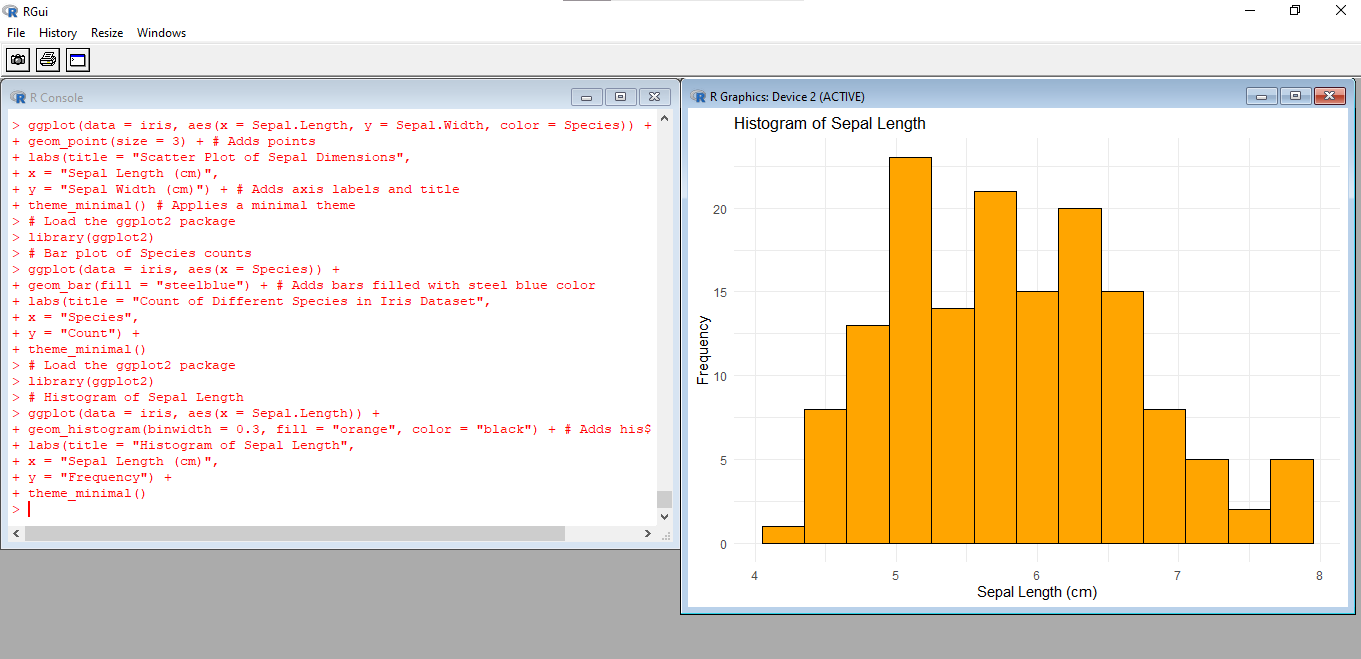 RGui
File History Resize Windows
R Console
> ggplot(data = iris, aes(x = Sepal.Length, y = Sepal.Width, color = Species)) +
+ geom_point(size = 3) + # Adds points
+ labs(title = "Scatter Plot of Sepal Dimensions",
+ x = "Sepal Length (cm)",
+ y = "Sepal Width (cm)") + # Adds axis labels and title
+ theme_minimal() # Applies a minimal theme
> # Load the ggplot2 package
> library(ggplot2)
> # Bar plot of Species counts
> ggplot(data = iris, aes(x = Species)) +
+ geom_bar(fill = "steelblue") + # Adds bars filled with steel blue color
+ labs(title = "Count of Different Species in Iris Dataset",
+ x = "Species",
+ y = "Count") +
+ theme_minimal()
> # Load the ggplot2 package
> library(ggplot2)
> # Histogram of Sepal Length
> ggplot(data = iris, aes(x = Sepal.Length)) +
+ geom_histogram(binwidth = 0.3, fill = "orange", color = "black") + # Adds his$
+ labs(title = "Histogram of Sepal Length",
+ x = "Sepal Length (cm)",
+ y = "Frequency") +
+ theme_minimal()
>
R Graphics: Device 2 (ACTIVE)
Histogram of Sepal Length
Frequency
20
15
10
5
0
4 5 6 7 8
Sepal Length (cm)